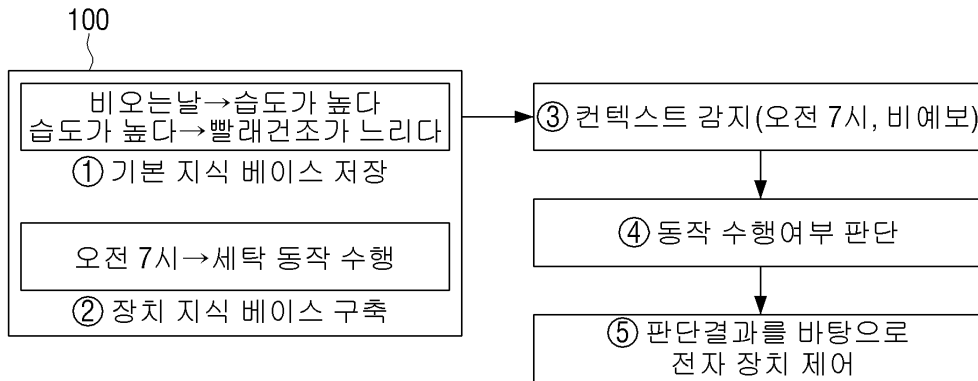 100
비오는날→습도가 높다
습도가 높다→빨래건조가 느리다
① 기본 지식 베이스 저장
오전 7시→세탁 동작 수행
② 장치 지식 베이스 구축
③ 컨텍스트 감지(오전 7시, 비예보)
④ 동작 수행여부 판단
⑤ 판단결과를 바탕으로
전자 장치 제어